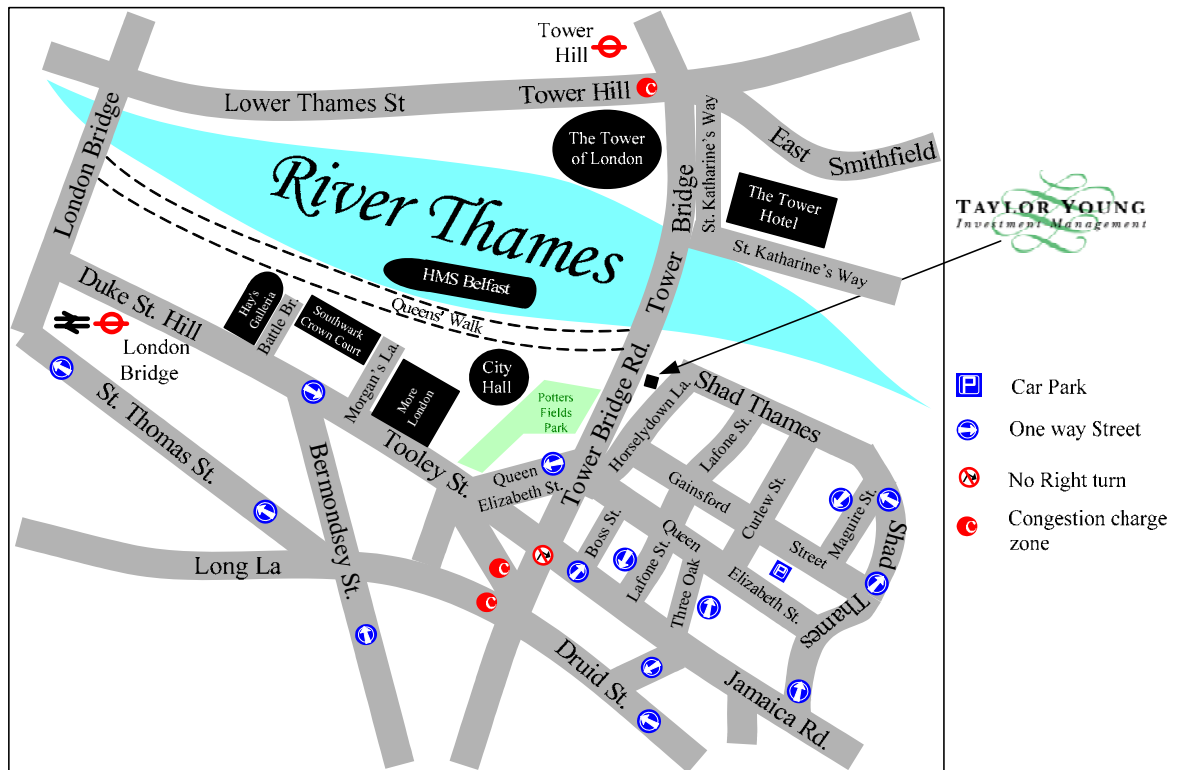 Tower
Hill
Tower Hill
C
Lower Thames St
London Bridge
The Tower
of London
East
Smithfield
St. Katharine's Way
The Tower
Hotel
St. Katharine's Way
TAYLOR YOUNG
Investment Management
River Thames
Tower
Bridge
HMS Belfast
Queens' Walk
Duke St. Hill
Hay's
Galleria
Battle Br.
Southwark
Crown Court
Morgan's La.
More
London
City
Hall
Potters
Fields
Park
London
Bridge
St. Thomas St.
Tooley St.
Bermondsey St.
Long La
Queen
Elizabeth St.
Tower Bridge Rd.
Horselydown La.
Shad Thames
Lafone St.
Gainsford
Street
Curlew St.
Maguire St.
Shad
Thames
Boss St.
Queen
Elizabeth St.
Lafone St.
Three Oak
P
C
C
Druid St.
Jamaica Rd.
P
Car Park
One way Street
No Right turn
C
Congestion charge
zone